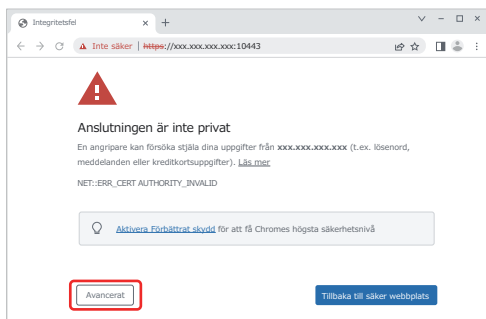 Integritetsfel
Inte säker | https://xxx.xxx.xxx.xxx:10443
Anslutningen är inte privat
En angripare kan försöka stjäla dina uppgifter från xxx.xxx.xxx.xxx (t.ex. lösenord,
meddelanden eller kreditkortsuppgifter). Läs mer
NET::ERR_CERT AUTHORITY_INVALID
Aktivera Förbättrat skydd för att få Chromes högsta säkerhetsnivå
Avancerat
Tillbaka till säker webbplats